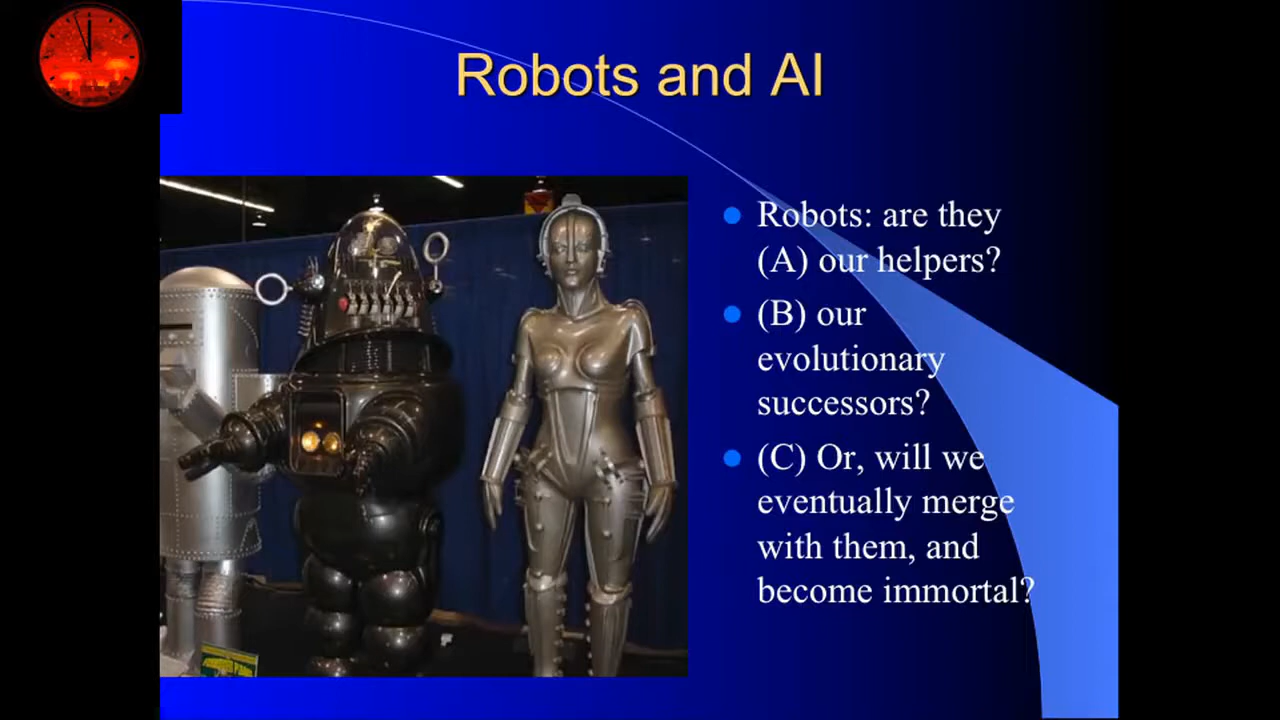 Robots and AI
Robots: are they
(A) our helpers?
(B) our
evolutionary
successors?
(C) Or, will we
eventually merge
with them, and
become immortal?